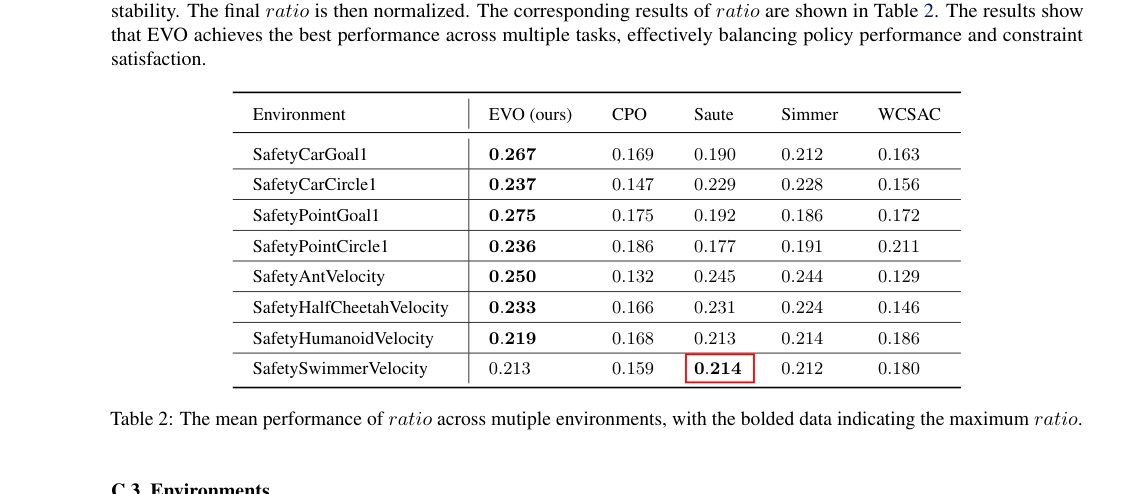 stability. The final ratio is then normalized. The corresponding results of ratio are shown in Table 2. The results show
that EVO achieves the best performance across multiple tasks, effectively balancing policy performance and constraint
satisfaction.
Environment EVO (ours) CPO Saute Simmer WCSAC
SafetyCarGoal1 0.267 0.169 0.190 0.212 0.163
SafetyCarCircle1 0.237 0.147 0.229 0.228 0.156
SafetyPointGoal1 0.275 0.175 0.192 0.186 0.172
SafetyPointCircle1 0.236 0.186 0.177 0.191 0.211
SafetyAntVelocity 0.250 0.132 0.245 0.244 0.129
SafetyHalfCheetahVelocity 0.233 0.166 0.231 0.224 0.146
SafetyHumanoidVelocity 0.219 0.168 0.213 0.214 0.186
SafetySwimmerVelocity 0.213 0.159 0.214 0.212 0.180
Table 2: The mean performance of ratio across mutiple environments, with the bolded data indicating the maximum ratio.
C.3 Environments